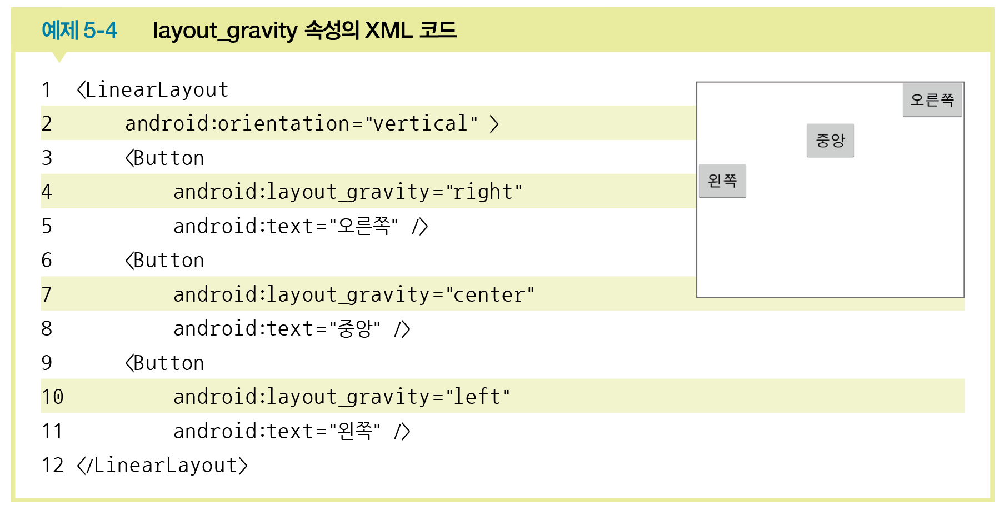 예제 5-4 layout_gravity 속성의 XML 코드
1 <LinearLayout
2 android:orientation="vertical" >
3 <Button
4 android:layout_gravity="right"
5 android:text="오른쪽" />
6 <Button
7 android:layout_gravity="center"
8 android:text="중앙" />
9 <Button
10 android:layout_gravity="left"
11 android:text="왼쪽" />
12 </LinearLayout>
오른쪽
중앙
왼쪽